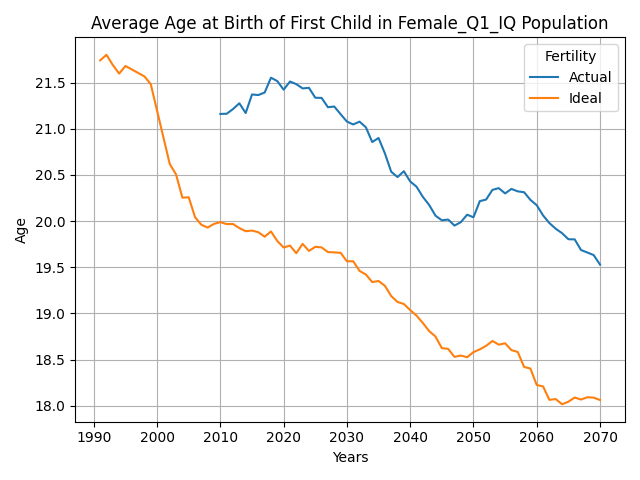 Average Age at Birth of First Child in Female_Q1_IQ Population
Fertility
Actual
Ideal
Age
21.5
21.0
20.5
20.0
19.5
19.0
18.5
18.0
1990 2000 2010 2020 2030 2040 2050 2060 2070
Years